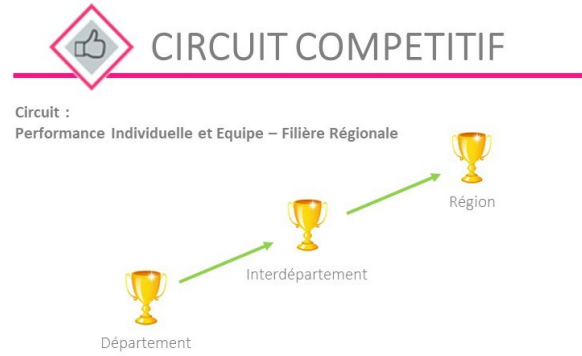 CIRCUIT COMPETITIF
Circuit :
Performance Individuelle et Equipe – Filière Régionale
Région
Interdépartement
Département